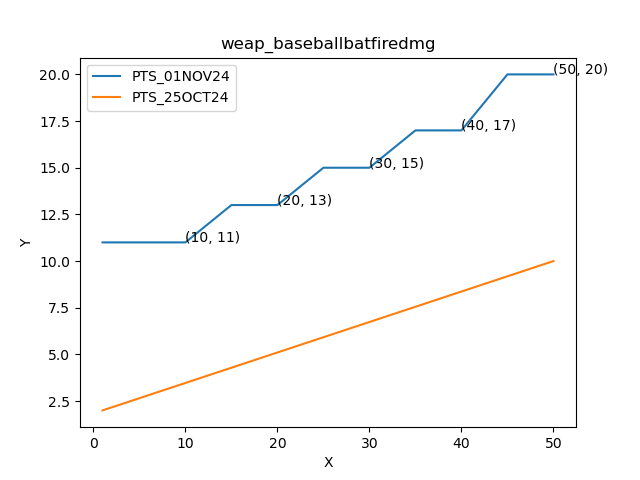 weap_baseballbatfiredmg
PTS_01NOV24
PTS_25OCT24
(50, 20)
(40, 17)
(30, 15)
(20, 13)
(10, 11)
20.0
17.5
15.0
12.5
10.0
7.5
5.0
2.5
Y
0 10 20 30 40 50
X